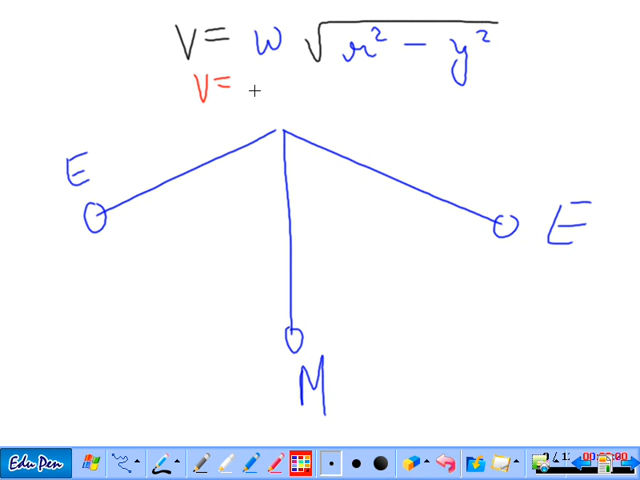 V = ω √(r² − y²)
V =
E
E
M
Edu Pen